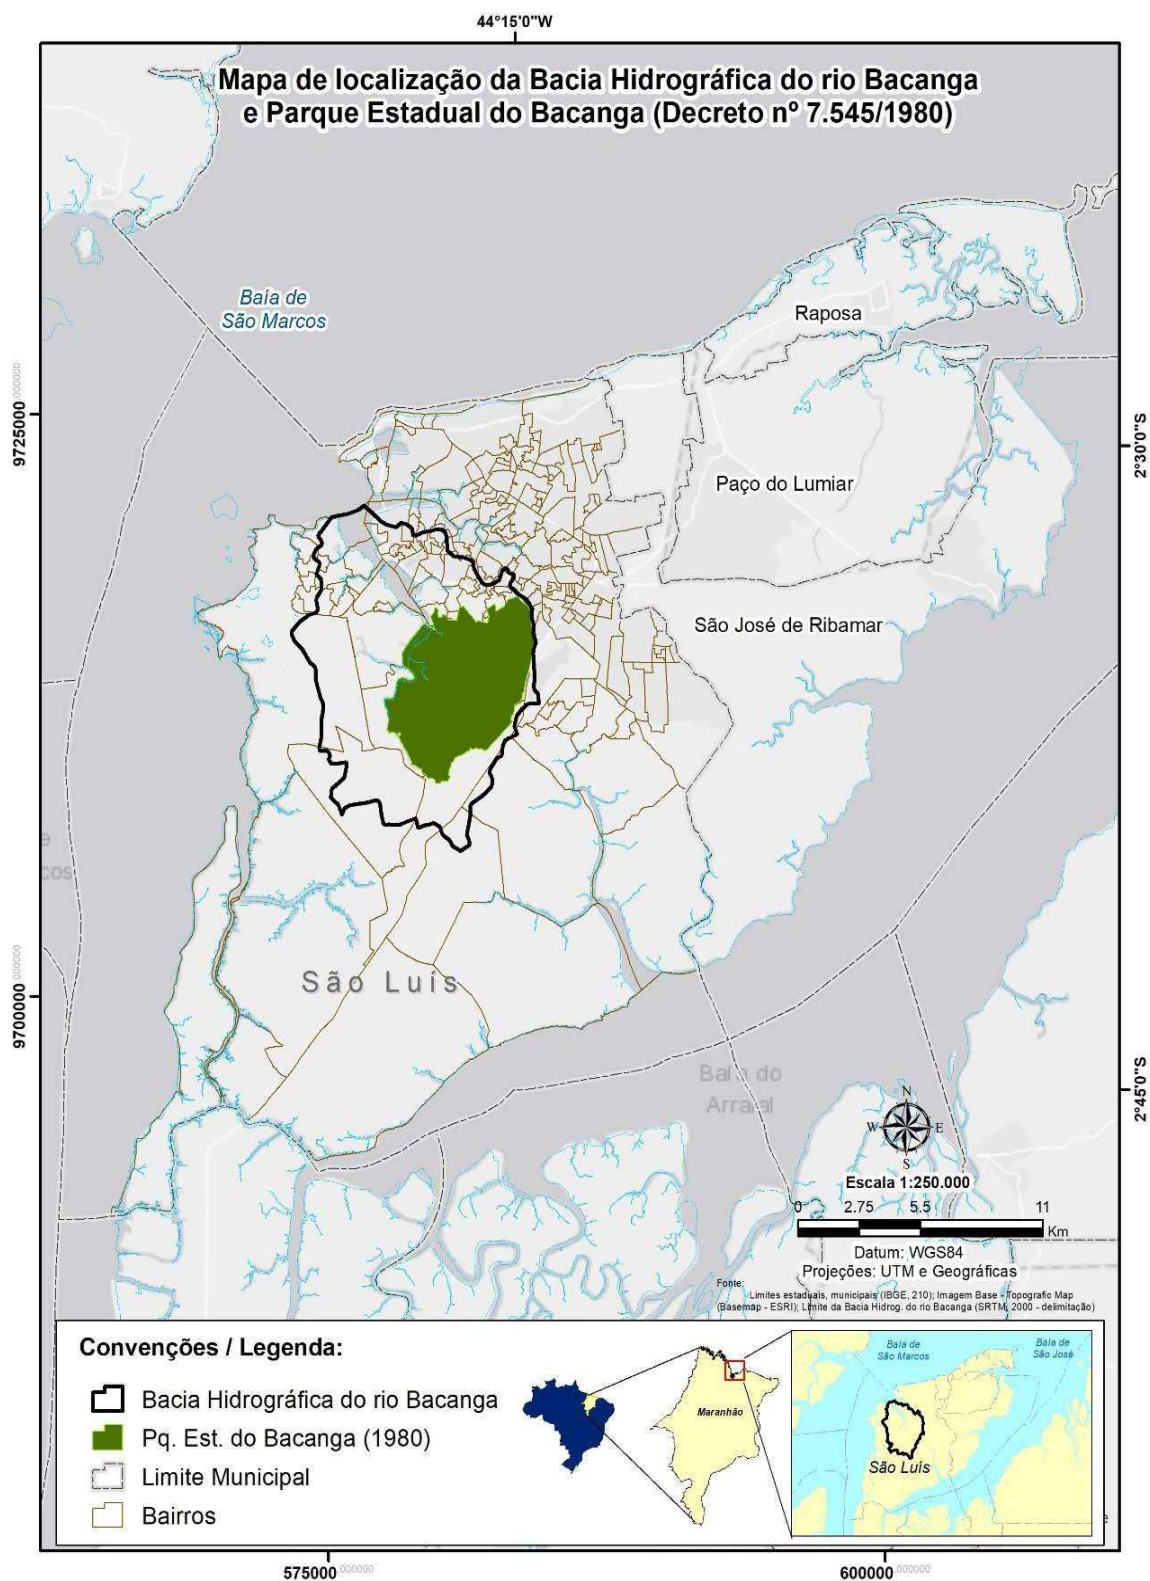 44°15'0"W
Mapa de localização da Bacia Hidrográfica do rio Bacanga
e Parque Estadual do Bacanga (Decreto nº 7.545/1980)
Baía de
São Marcos
Raposa
9725000,000000
2°30'0"S
Paço do Lumiar
São José de Ribamar
e
cos
São Luís
9700000,000000
Baía do
Arraial
2°45'0"S
N
W E
S
Escala 1:250.000
0 2.75 5.5 11
Km
Datum: WGS84
Projeções: UTM e Geográficas
Fonte:
Limites estaduais, municipais (IBGE, 210); Imagem Base - Topografic Map
(Basemap - ESRI); Limite da Bacia Hidrog. do rio Bacanga (SRTM, 2000 - delimitação)
Convenções / Legenda:
Bacia Hidrográfica do rio Bacanga
Pq. Est. do Bacanga (1980)
Limite Municipal
Bairros
Maranhão
Baía de
São Marcos
Baía de
São José
São Luís
e
575000,000000
600000,000000